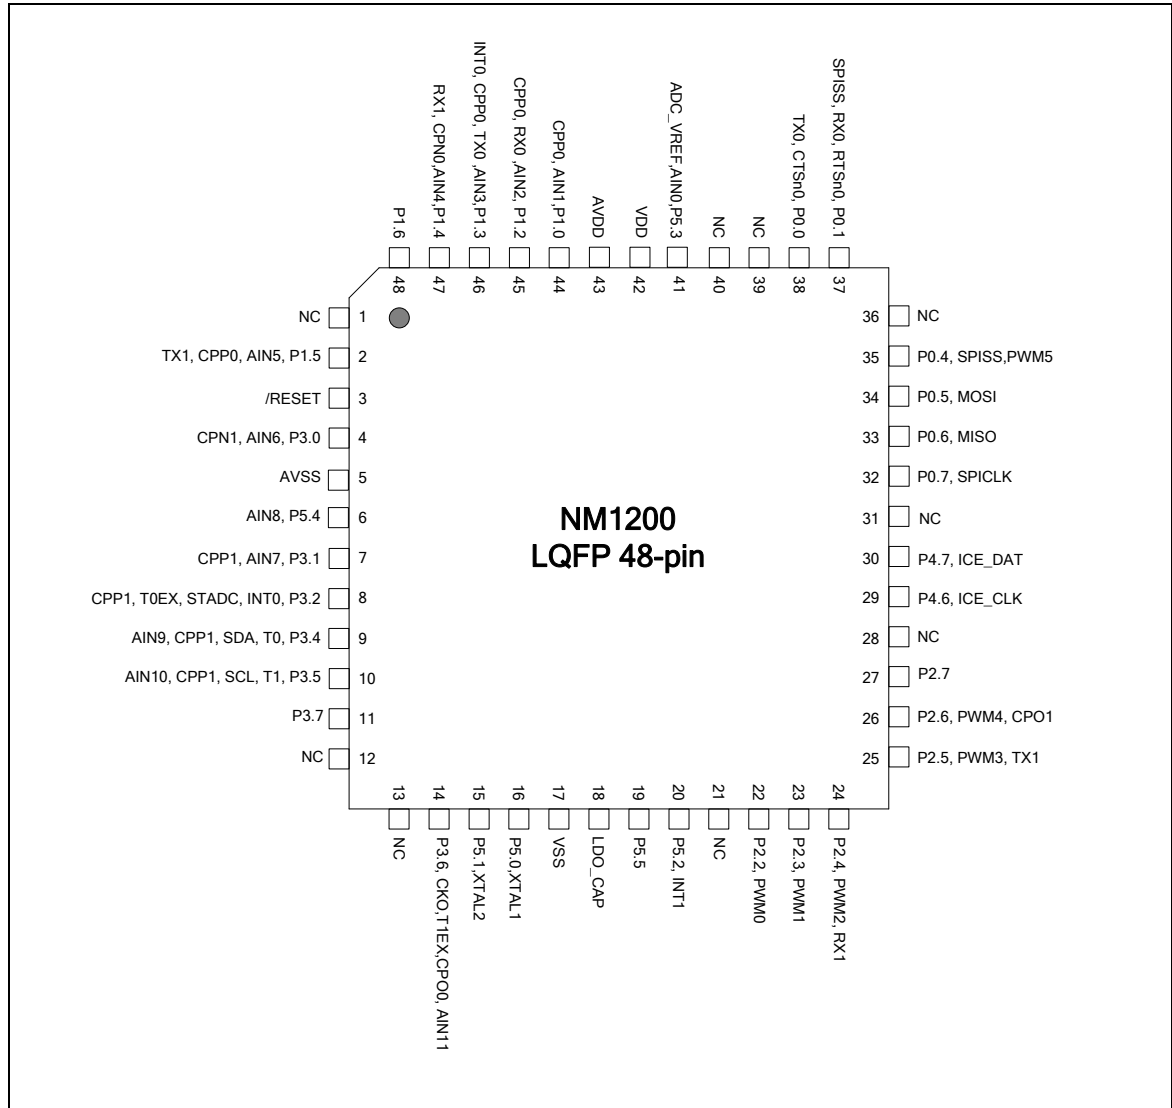 P1.6
RX1, CPN0,AIN4,P1.4
INT0, CPP0, TX0 ,AIN3,P1.3
CPP0, RX0 ,AIN2, P1.2
CPP0, AIN1,P1.0
AVDD
VDD
ADC_VREF,AIN0,P5.3
NC
NC
TX0, CTSn0, P0.0
SPISS, RX0, RTSn0, P0.1
48
47
46
45
44
43
42
41
40
39
38
37
NC 1
TX1, CPP0, AIN5, P1.5 2
/RESET 3
CPN1, AIN6, P3.0 4
AVSS 5
AIN8, P5.4 6
CPP1, AIN7, P3.1 7
CPP1, T0EX, STADC, INT0, P3.2 8
AIN9, CPP1, SDA, T0, P3.4 9
AIN10, CPP1, SCL, T1, P3.5 10
P3.7 11
NC 12
NM1200
LQFP 48-pin
36 NC
35 P0.4, SPISS,PWM5
34 P0.5, MOSI
33 P0.6, MISO
32 P0.7, SPICLK
31 NC
30 P4.7, ICE_DAT
29 P4.6, ICE_CLK
28 NC
27 P2.7
26 P2.6, PWM4, CPO1
25 P2.5, PWM3, TX1
13
14
15
16
17
18
19
20
21
22
23
24
NC
P3.6, CKO,T1EX,CPO0, AIN11
P5.1,XTAL2
P5.0,XTAL1
VSS
LDO_CAP
P5.5
P5.2, INT1
NC
P2.2, PWM0
P2.3, PWM1
P2.4, PWM2, RX1